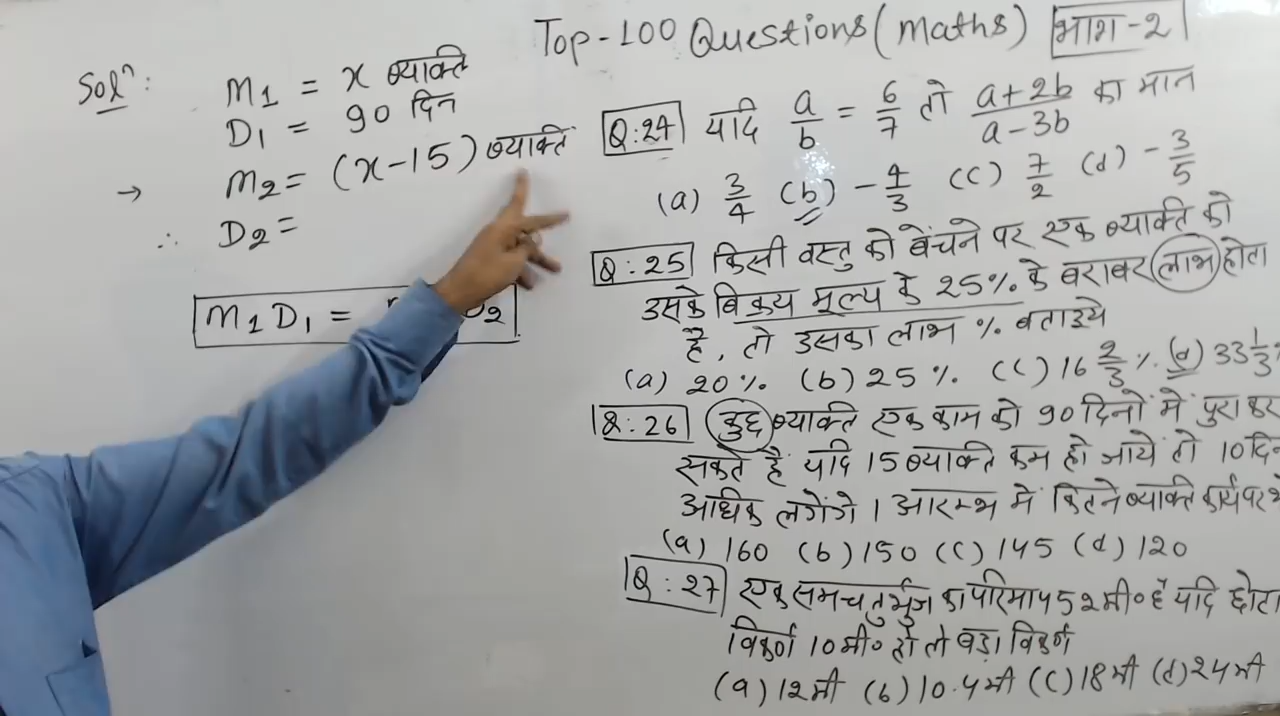 Top-100 Questions (Maths) भाग-2
Solⁿ:
M1 = x व्यक्ति
D1 = 90 दिन
→ M2 = (x-15) व्यक्ति
∴ D2 =
M1 D1 = D2
Q:24 यदि a/b = 6/7 तो (a+2b)/(a-3b) का मान
(a) 3/4 (b) -4/3 (c) 7/2 (d) -3/5
Q:25 किसी वस्तु को बेंचने पर एक व्यक्ति को
उसके विक्रय मूल्य के 25% के बराबर लाभ होता
है, तो उसका लाभ % बताइये
(a) 20% (b) 25% (c) 16 2/3 % (d) 33 1/3
Q:26 कुछ व्यक्ति एक काम को 90 दिनों में पुरा कर
सकते है यदि 15 व्यक्ति कम हो जाये तो 10 दिन
अधिक लगेंगे । आरम्भ में कितने व्यक्ति कार्य पर थे
(a) 160 (b) 150 (c) 145 (d) 120
Q:27 एक समचतुर्भुज का परिमाप 52 मी० है यदि छोटा
विकर्ण 10 मी० हो तो बड़ा विकर्ण
(a) 12 मी (b) 10.4 मी (c) 18 मी (d) 24 मी